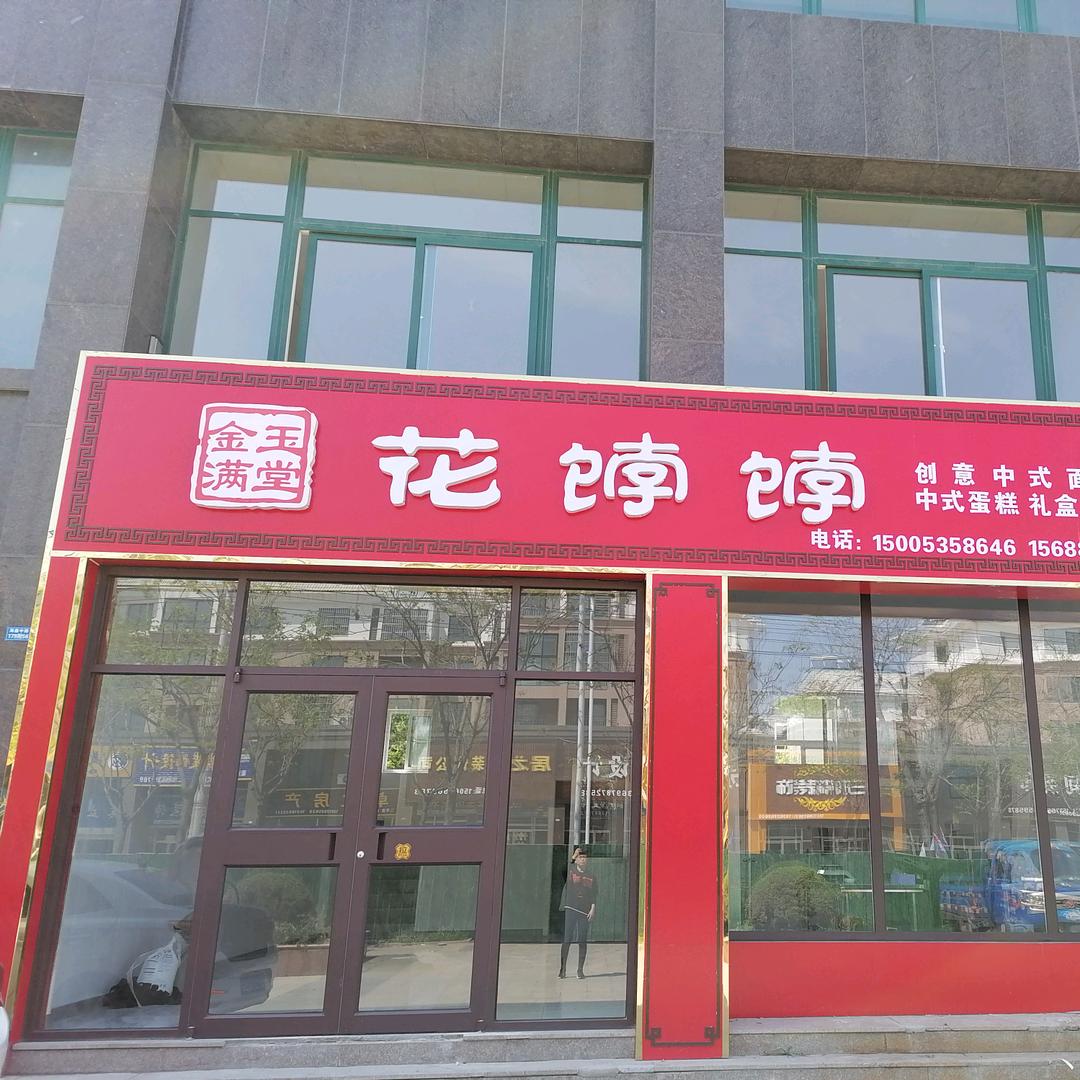 金玉
满堂
花饽饽
创意中式面
中式蛋糕 礼盒
电话: 15005358646 1568